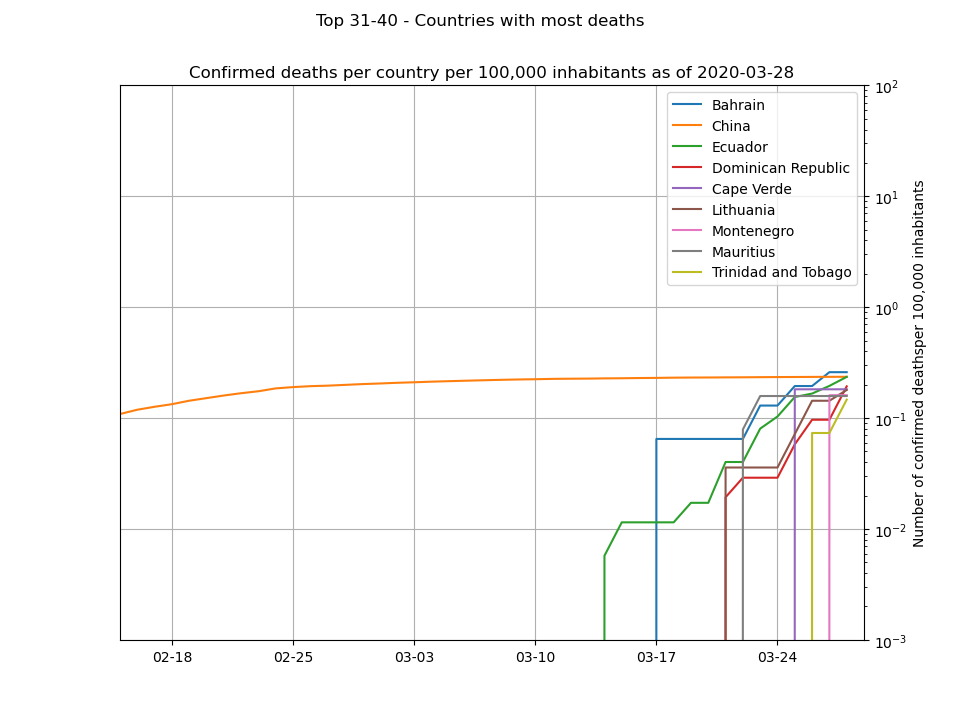 Top 31-40 - Countries with most deaths
Confirmed deaths per country per 100,000 inhabitants as of 2020-03-28
Bahrain
China
Ecuador
Dominican Republic
Cape Verde
Lithuania
Montenegro
Mauritius
Trinidad and Tobago
10²
10¹
10⁰
10⁻¹
10⁻²
10⁻³
Number of confirmed deathsper 100,000 inhabitants
02-18
02-25
03-03
03-10
03-17
03-24